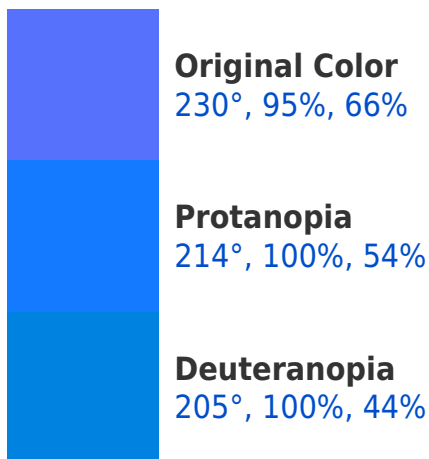 Original Color
230°, 95%, 66%
Protanopia
214°, 100%, 54%
Deuteranopia
205°, 100%, 44%